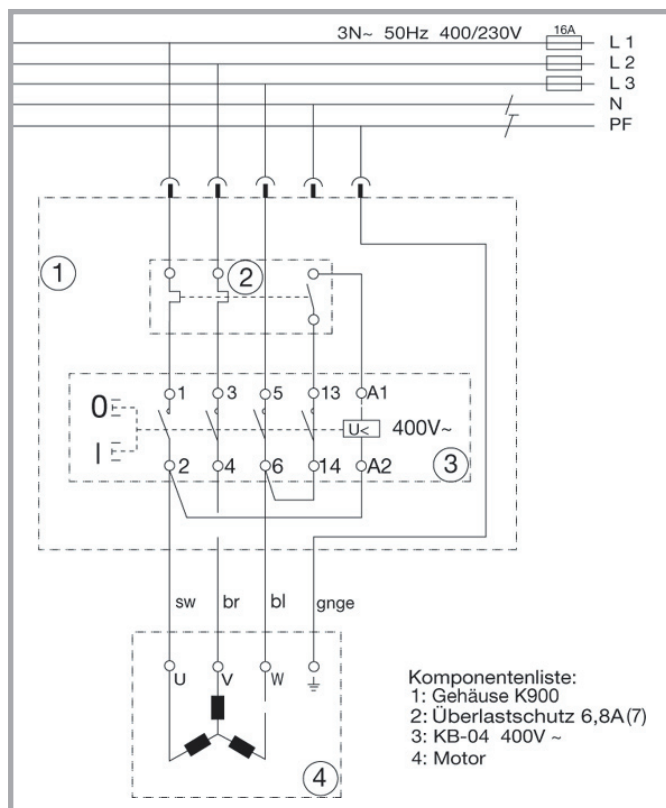 3N~ 50Hz 400/230V
16A
L 1
L 2
L 3
N
PF
1
2
1 3 5 13 A1
0
U< 400V~
I
2 4 6 14 A2
3
sw br bl gnge
U V W
4
Komponentenliste:
1: Gehäuse K900
2: Überlastschutz 6,8A(7)
3: KB-04 400V ~
4: Motor